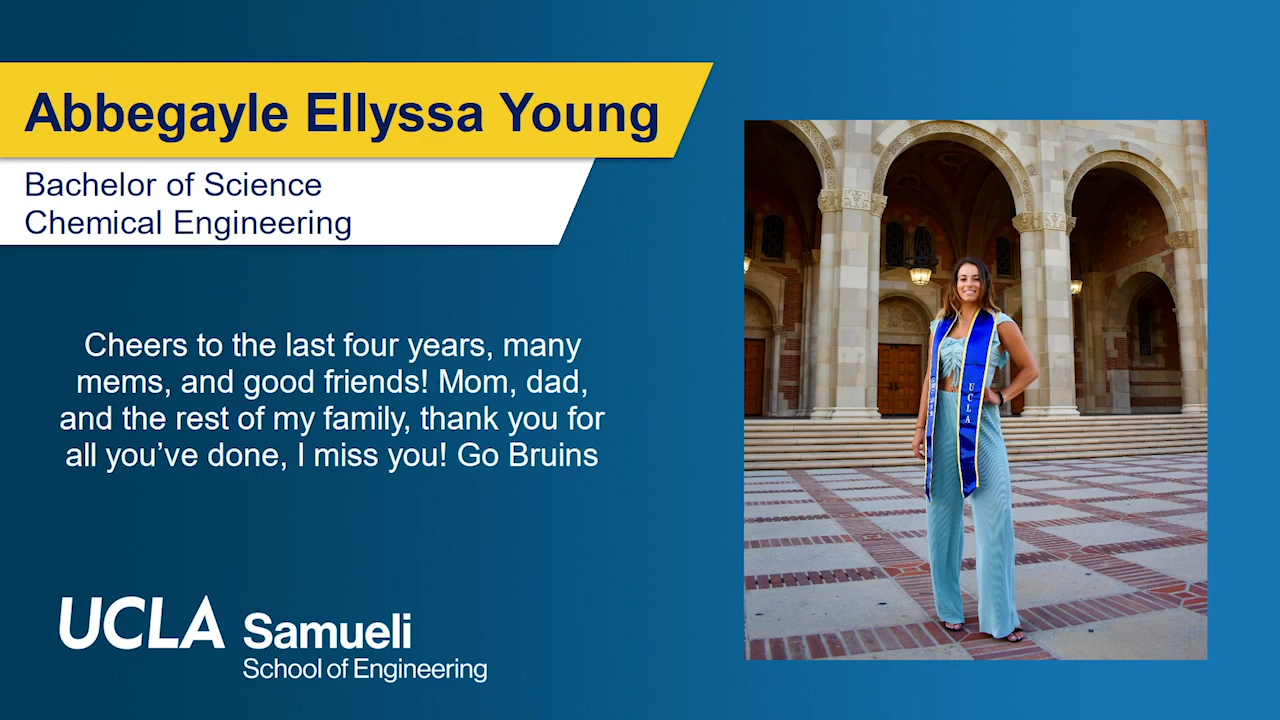 Abbegayle Ellyssa Young
Bachelor of Science
Chemical Engineering
Cheers to the last four years, many
mems, and good friends! Mom, dad,
and the rest of my family, thank you for
all you’ve done, I miss you! Go Bruins
UCLA Samueli
School of Engineering
UCLA